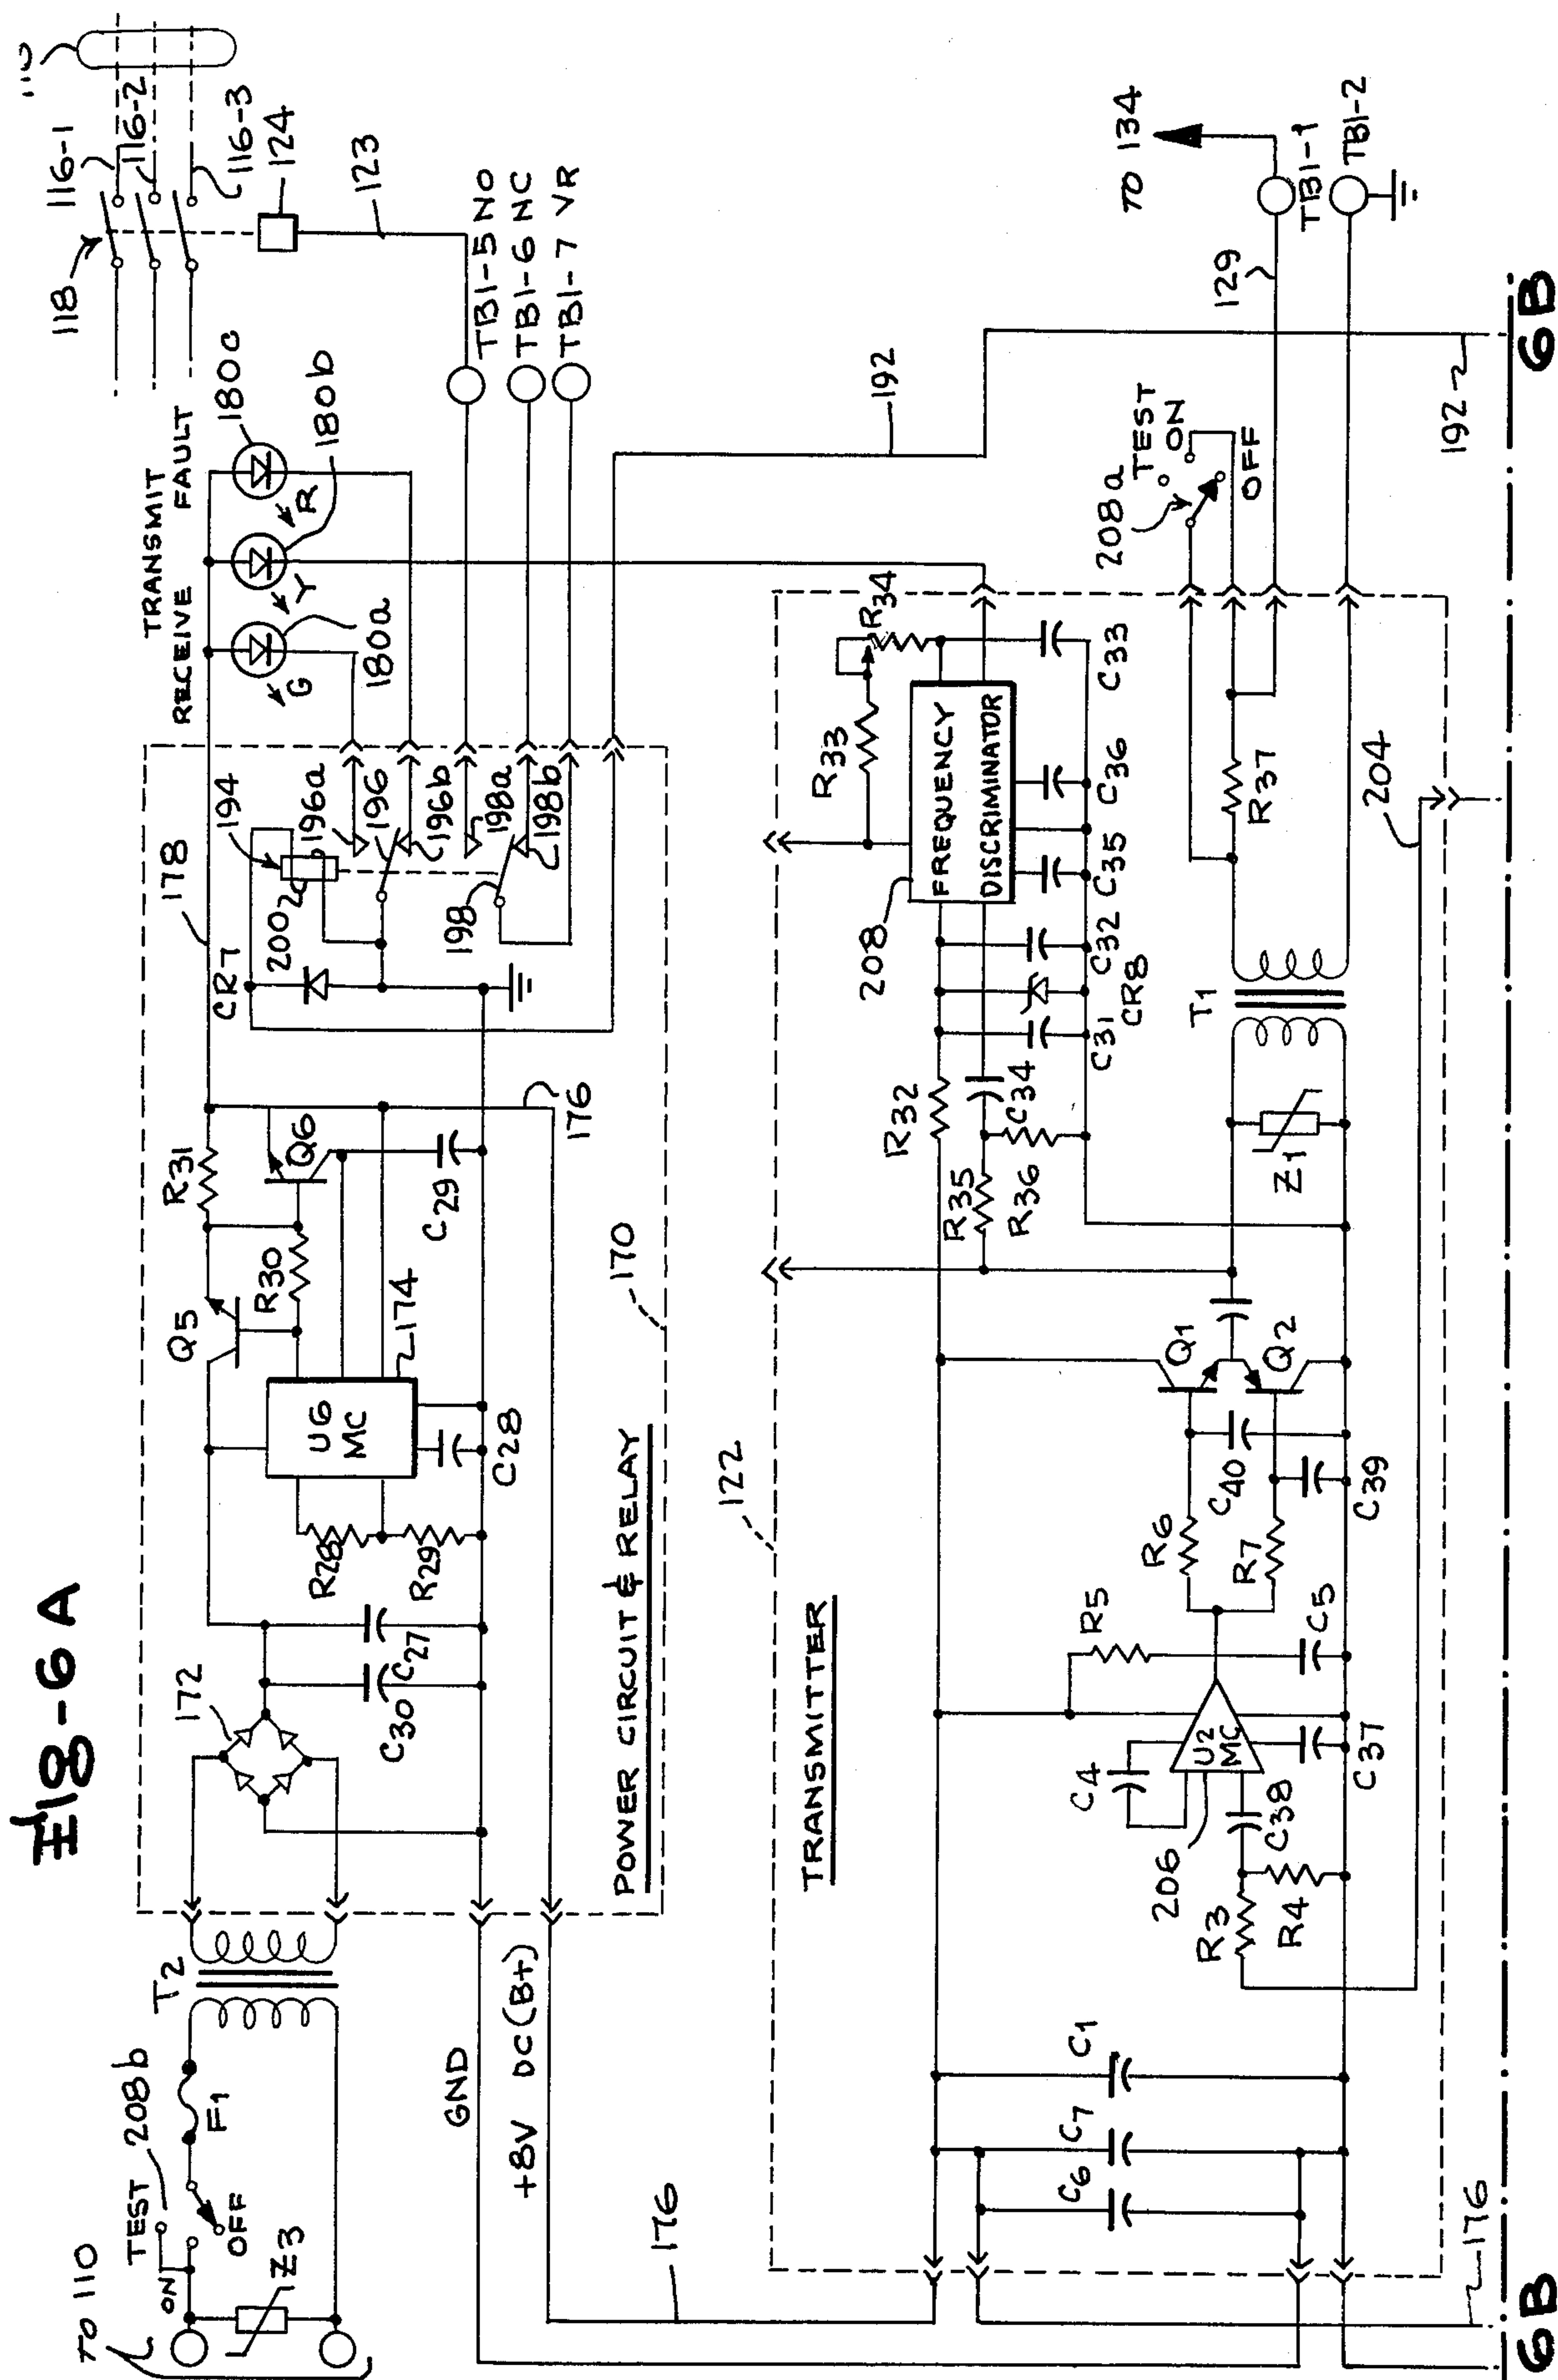 Fig-6A
TO 110
TEST
208b
ON
OFF
Z3
F1
T2
172
C30
C27
R28
R29
U6
MC
174
C28
Q5
R30
R31
Q6
C29
176
178
CR7
200
194
196a
196
196b
198
198a
198b
RECEIVE
TRANSMIT
FAULT
G
Y
R
180a
180b
180c
118
116-1
116-2
116-3
124
123
TB1-5 NO
TB1-6 NC
TB1-7 VR
POWER CIRCUIT & RELAY
170
GND
+8V DC(B+)
176
192
TRANSMITTER
122
C6
C7
C1
R3
R4
C38
206
C4
U2
MC
C37
R5
C5
R6
R7
C40
C39
Q1
Q2
R35
R36
C34
R32
C31
CR8
C32
208
FREQUENCY
DISCRIMINATOR
C35
C36
R33
R34
C33
Z1
T1
R37
204
208a
TEST
ON
OFF
129
TO 134
TB1-1
TB1-2
176
192
6B
6B